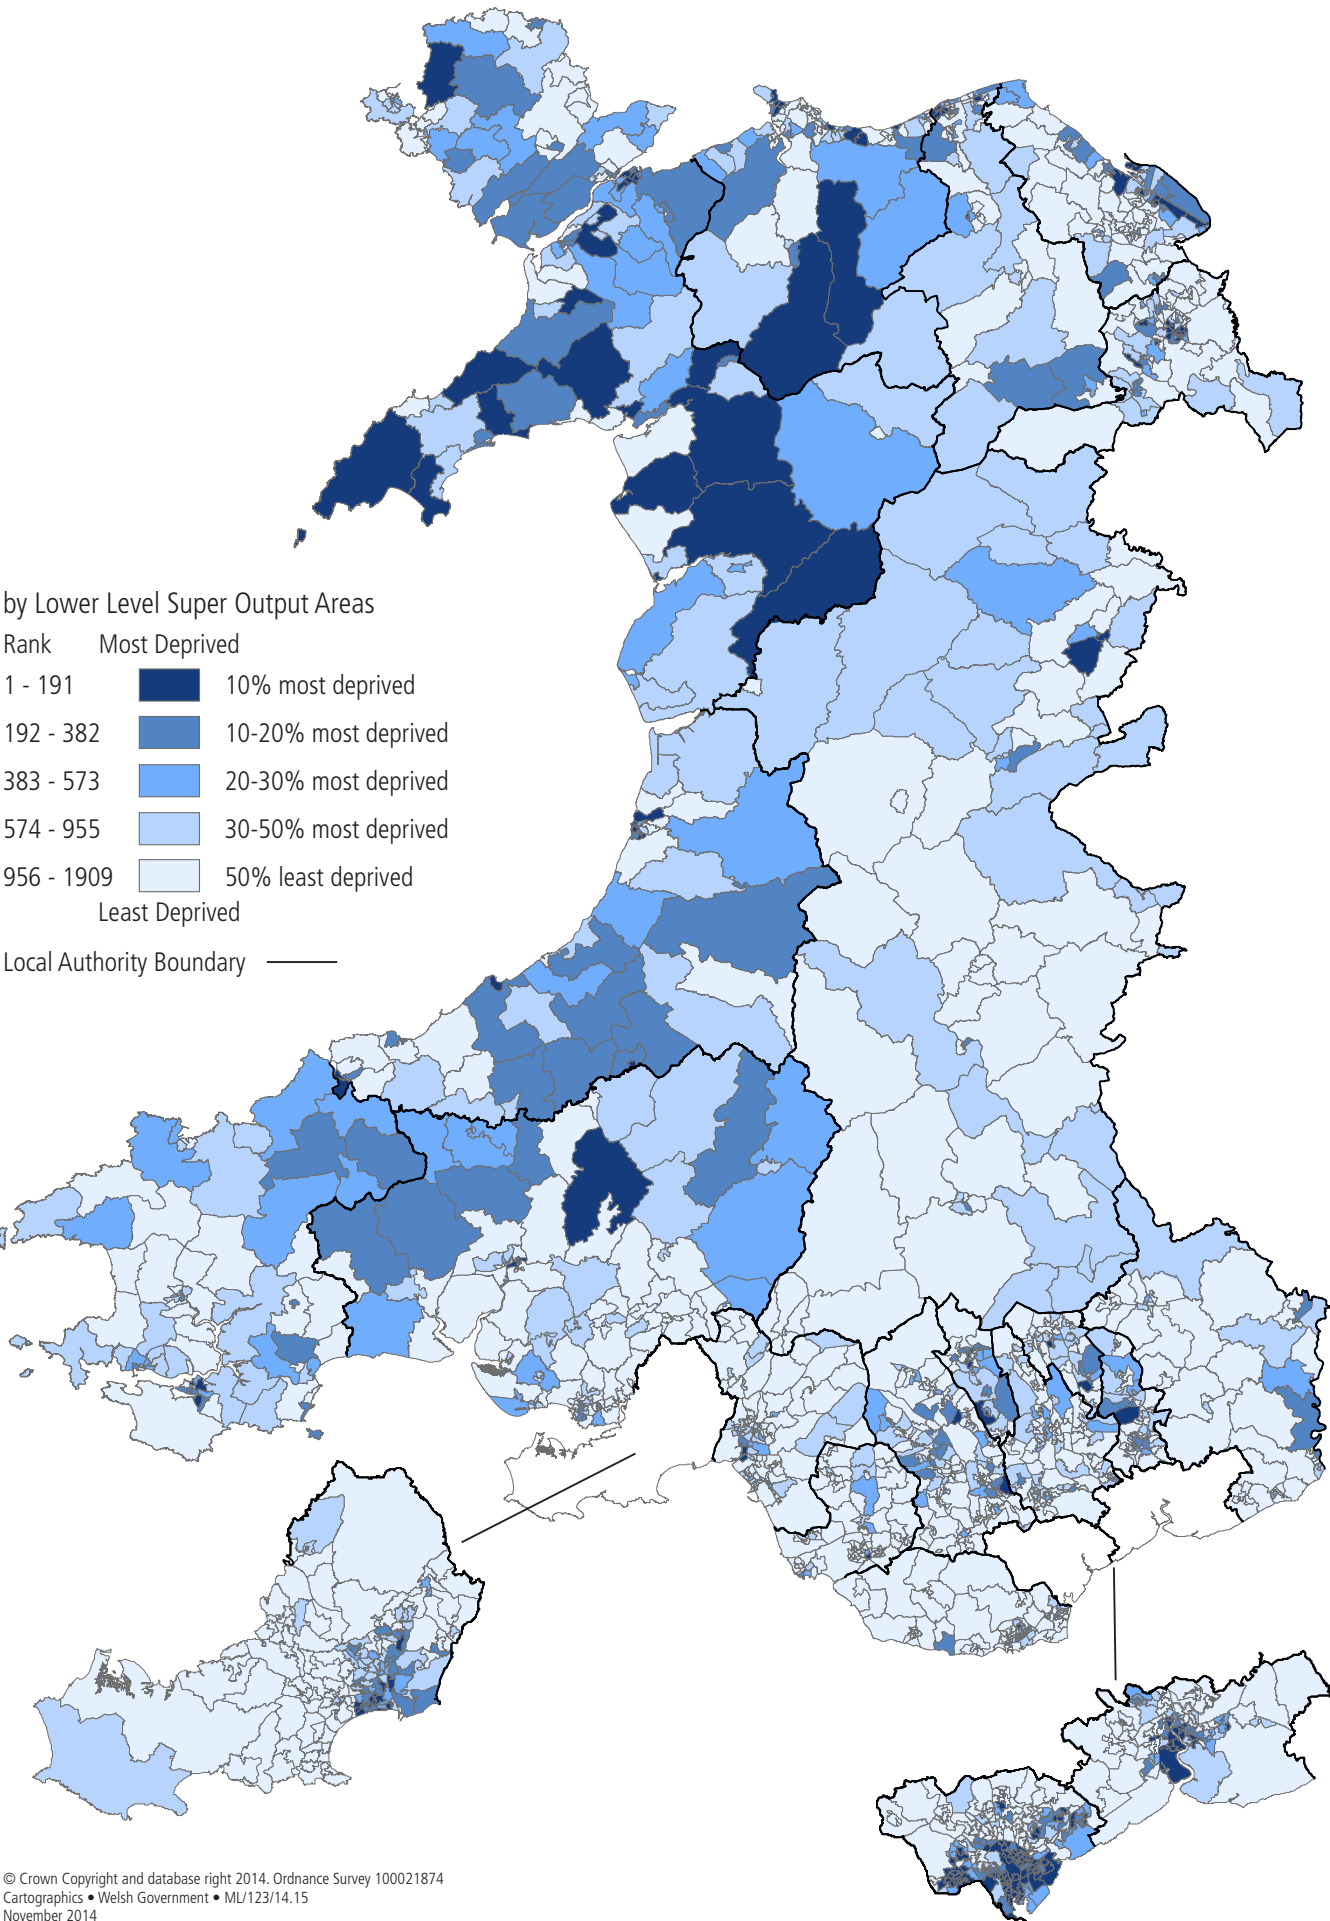 by Lower Level Super Output Areas
Rank Most Deprived
1 - 191 10% most deprived
192 - 382 10-20% most deprived
383 - 573 20-30% most deprived
574 - 955 30-50% most deprived
956 - 1909 50% least deprived
Least Deprived
Local Authority Boundary
© Crown Copyright and database right 2014. Ordnance Survey 100021874
Cartographics • Welsh Government • ML/123/14.15
November 2014